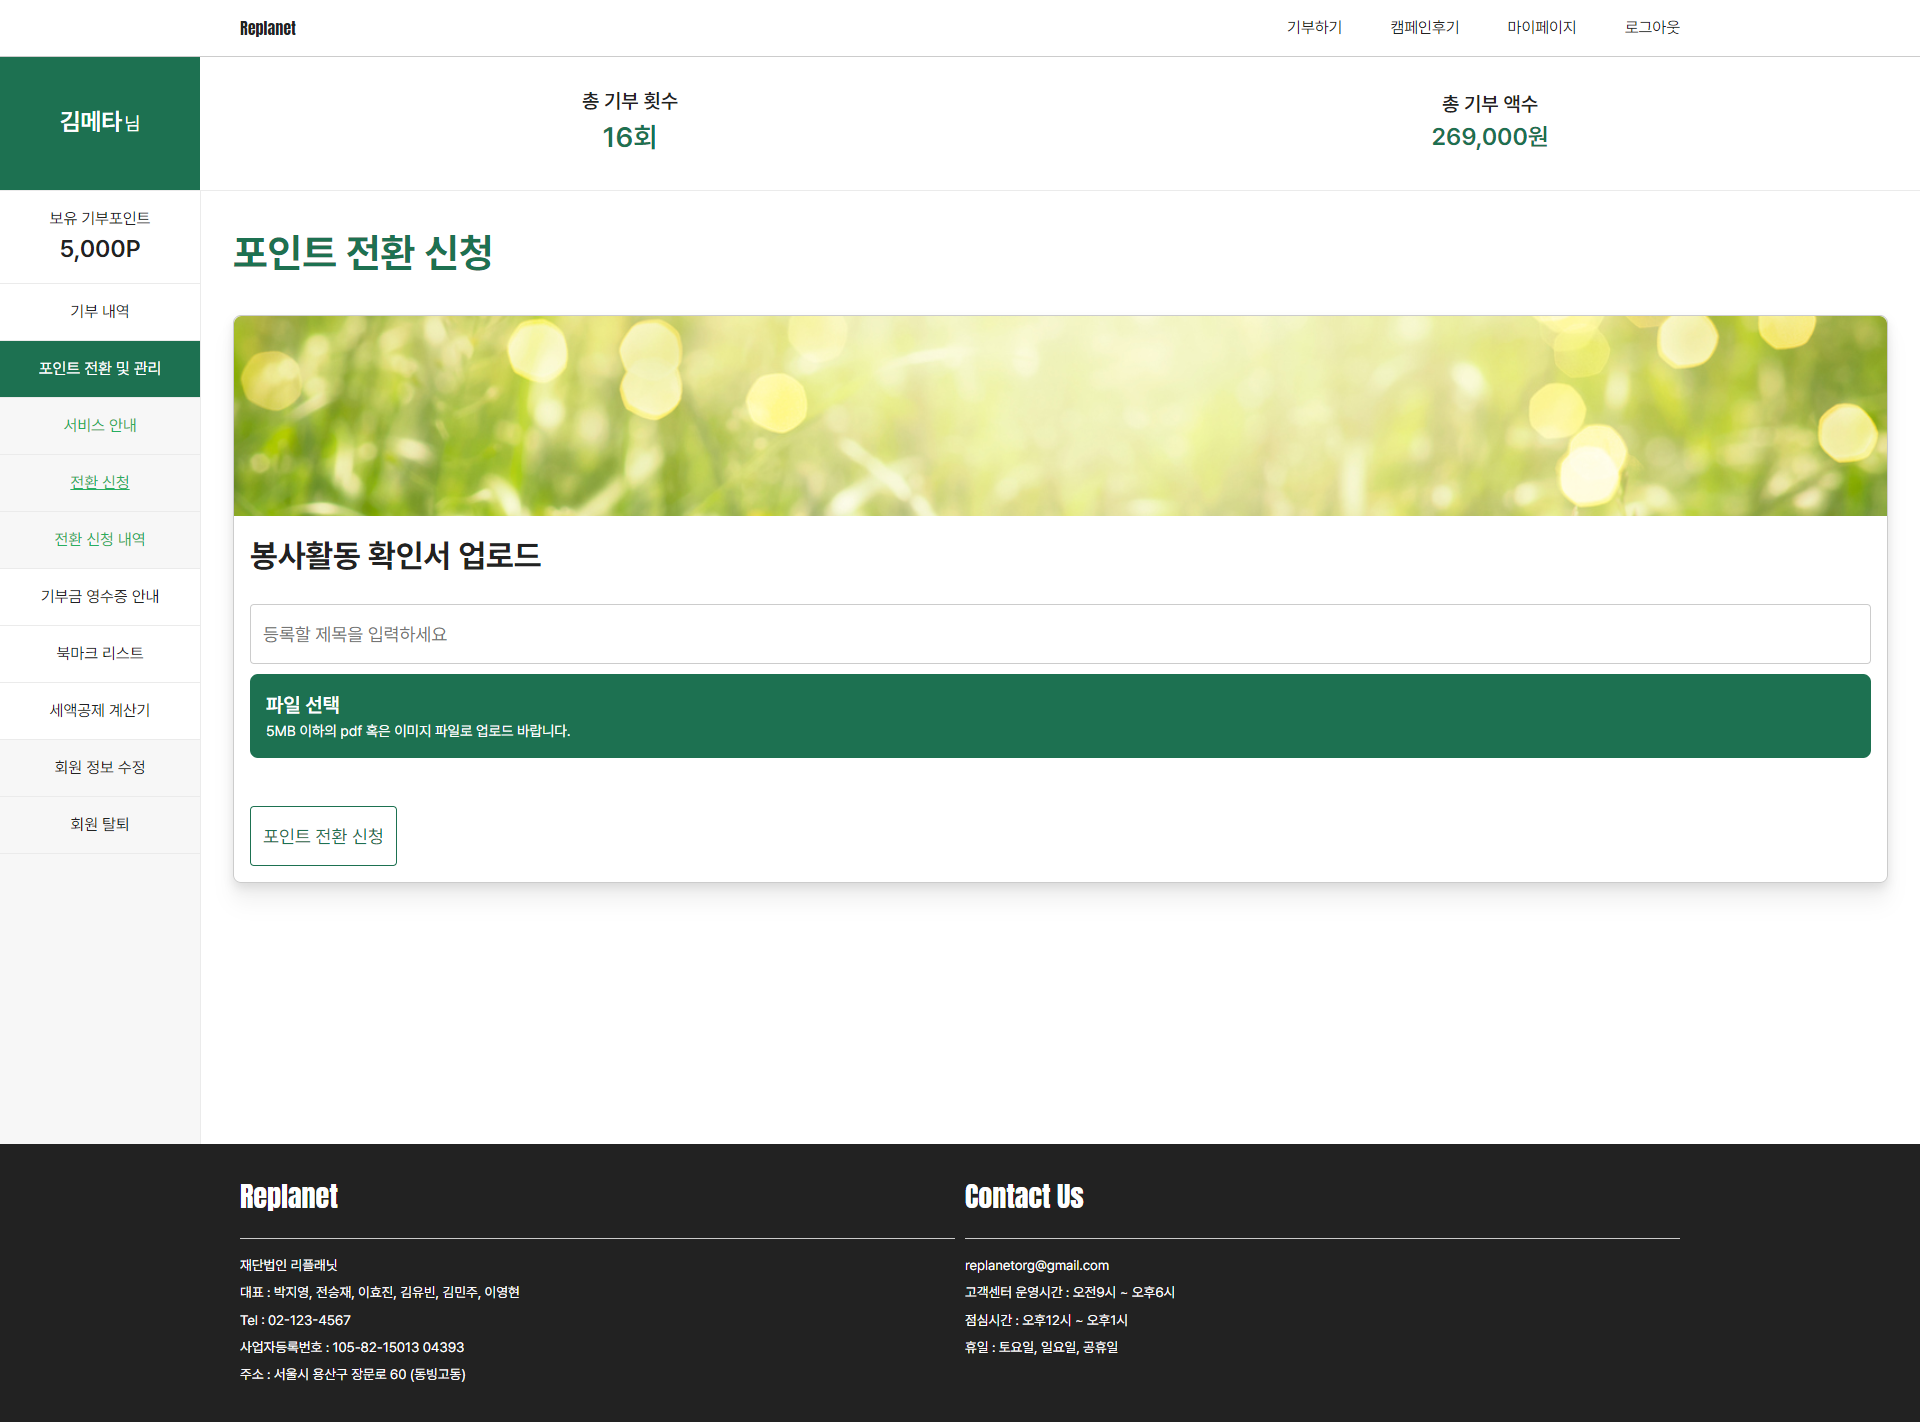 Replanet
기부하기
캠페인후기
마이페이지
로그아웃
김메타님
총 기부 횟수
16회
총 기부 액수
269,000원
보유 기부포인트
5,000P
기부 내역
포인트 전환 및 관리
서비스 안내
전환 신청
전환 신청 내역
기부금 영수증 안내
북마크 리스트
세액공제 계산기
회원 정보 수정
회원 탈퇴
포인트 전환 신청
봉사활동 확인서 업로드
등록할 제목을 입력하세요
파일 선택
5MB 이하의 pdf 혹은 이미지 파일로 업로드 바랍니다.
포인트 전환 신청
Replanet
재단법인 리플래닛
대표 : 박지영, 전승재, 이효진, 김유빈, 김민주, 이영현
Tel : 02-123-4567
사업자등록번호 : 105-82-15013 04393
주소 : 서울시 용산구 장문로 60 (동빙고동)
Contact Us
replanetorg@gmail.com
고객센터 운영시간 : 오전9시 ~ 오후6시
점심시간 : 오후12시 ~ 오후1시
휴일 : 토요일, 일요일, 공휴일